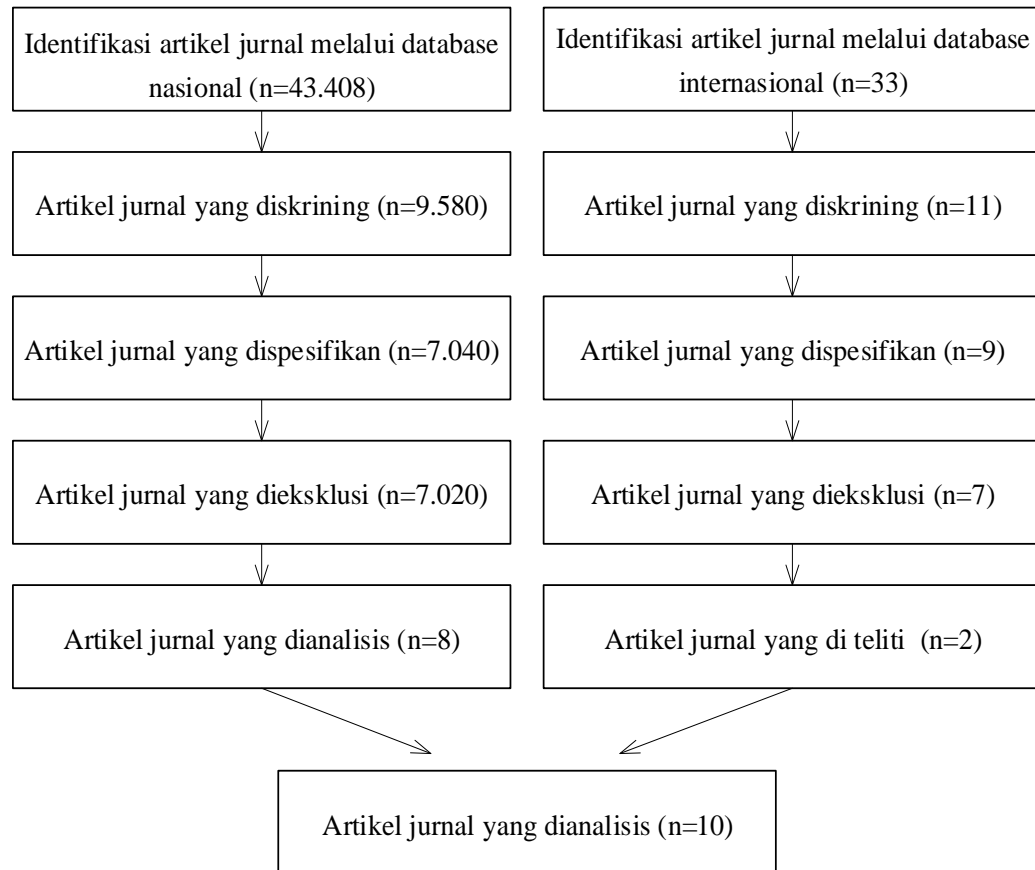 Identifikasi artikel jurnal melalui database
nasional (n=43.408)
Artikel jurnal yang diskrining (n=9.580)
Artikel jurnal yang dispesifikan (n=7.040)
Artikel jurnal yang dieksklusi (n=7.020)
Artikel jurnal yang dianalisis (n=8)
Identifikasi artikel jurnal melalui database
internasional (n=33)
Artikel jurnal yang diskrining (n=11)
Artikel jurnal yang dispesifikan (n=9)
Artikel jurnal yang dieksklusi (n=7)
Artikel jurnal yang di teliti  (n=2)
Artikel jurnal yang dianalisis (n=10)